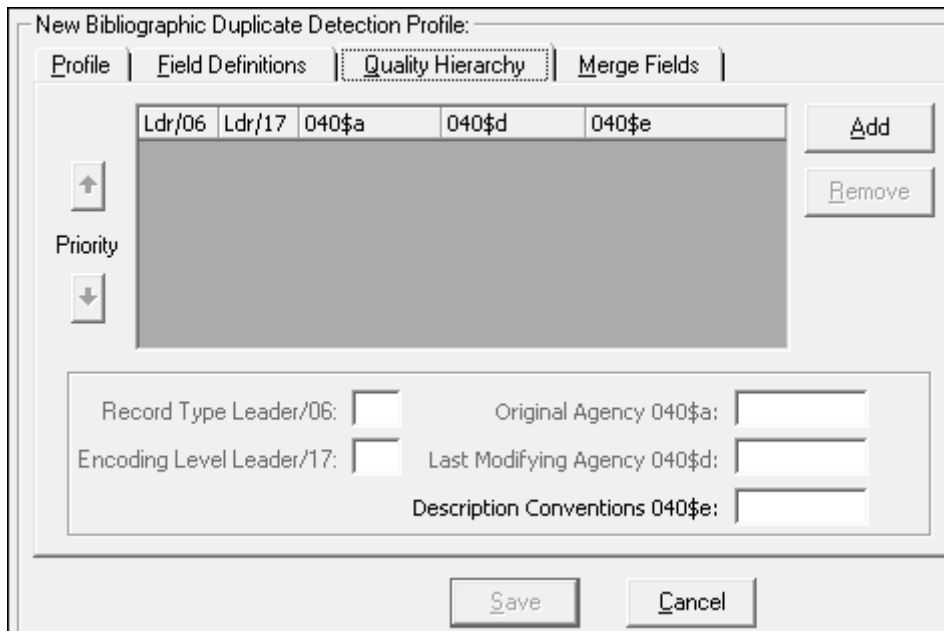 New Bibliographic Duplicate Detection Profile:
Profile Field Definitions Quality Hierarchy Merge Fields
Ldr/06 Ldr/17 040$a 040$d 040$e
Add
Remove
Priority
Record Type Leader/06: Original Agency 040$a:
Encoding Level Leader/17: Last Modifying Agency 040$d:
Description Conventions 040$e:
Save Cancel